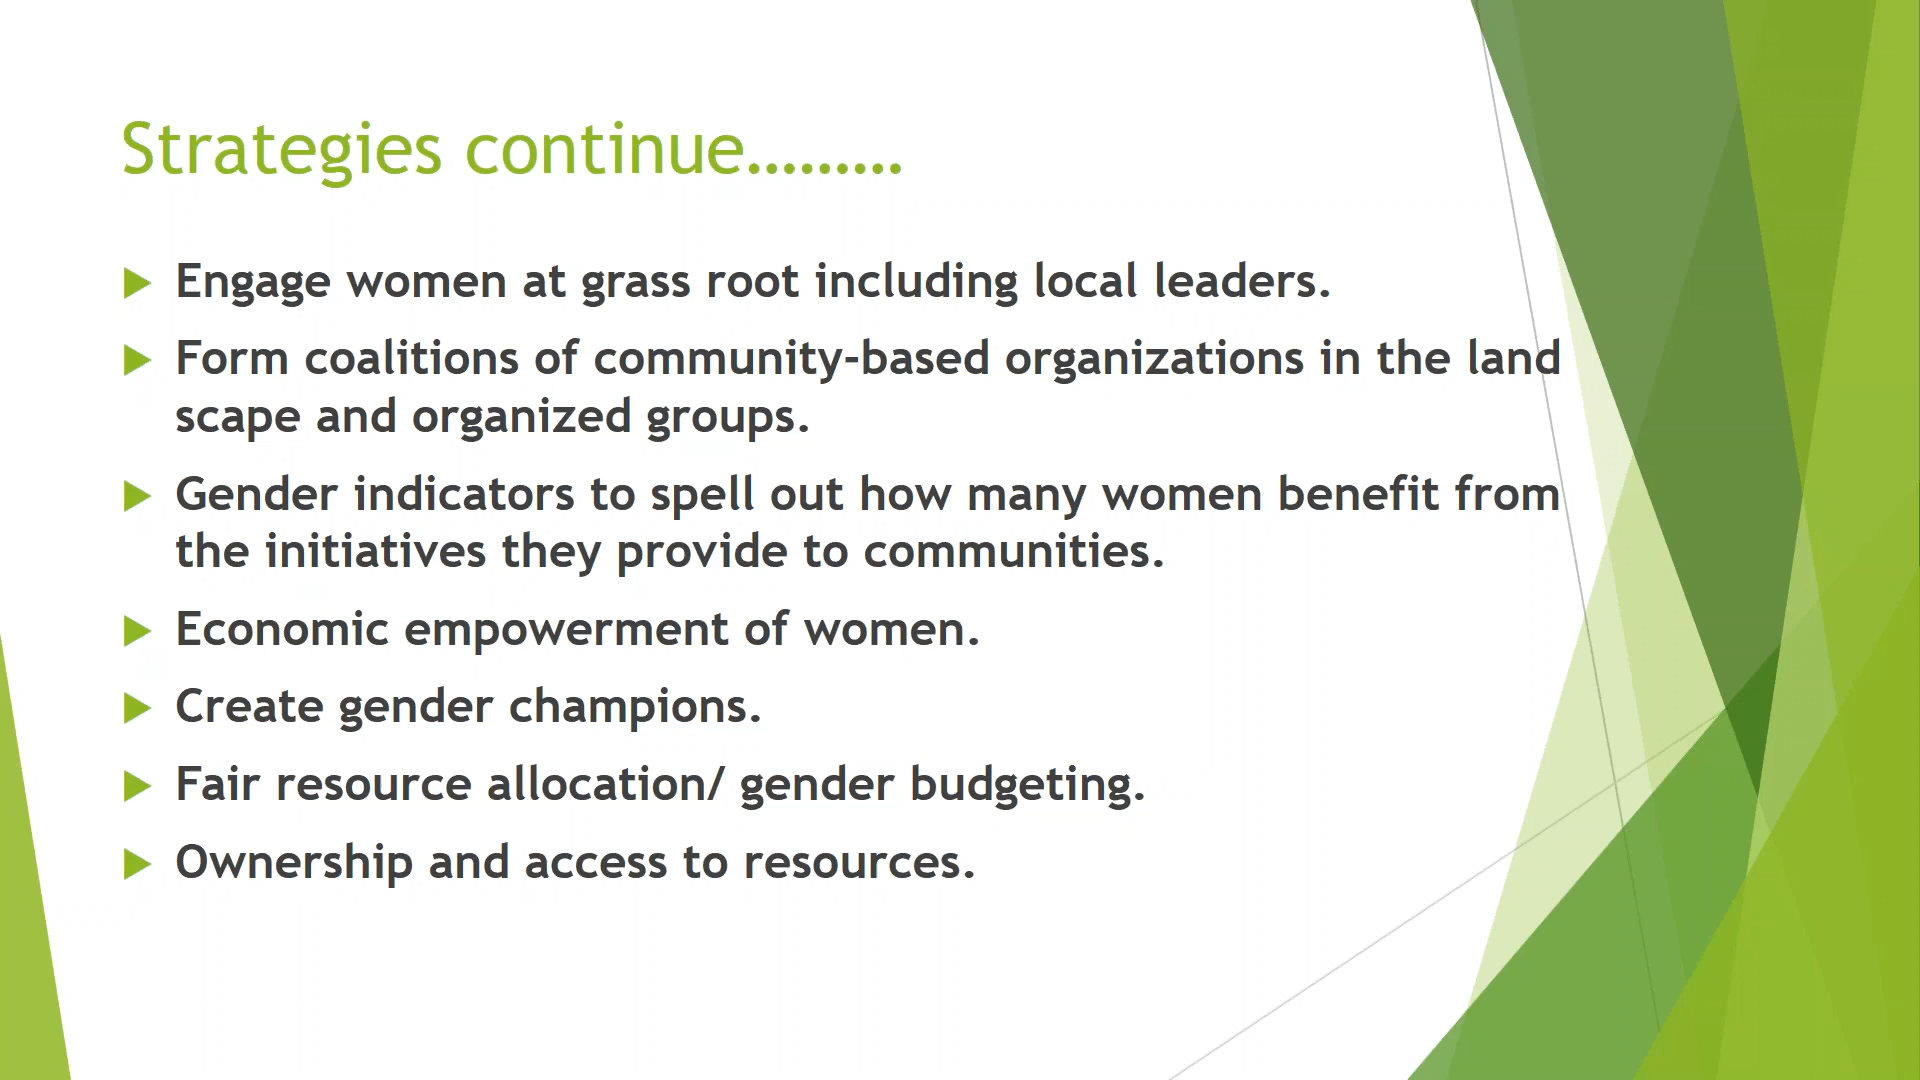 Strategies continue.........
Engage women at grass root including local leaders.
Form coalitions of community-based organizations in the land
scape and organized groups.
Gender indicators to spell out how many women benefit from
the initiatives they provide to communities.
Economic empowerment of women.
Create gender champions.
Fair resource allocation/ gender budgeting.
Ownership and access to resources.